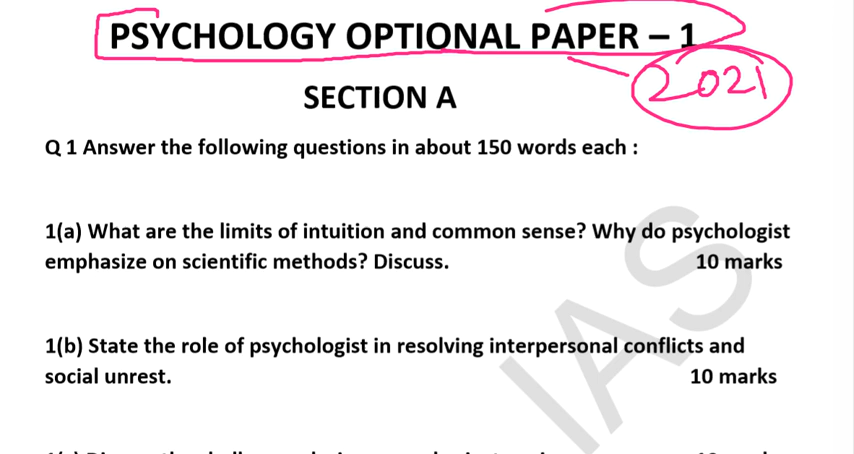 PSYCHOLOGY OPTIONAL PAPER – 1
2021
SECTION A
Q 1 Answer the following questions in about 150 words each :
1(a) What are the limits of intuition and common sense? Why do psychologist
emphasize on scientific methods? Discuss. 10 marks
1(b) State the role of psychologist in resolving interpersonal conflicts and
social unrest. 10 marks
IAS